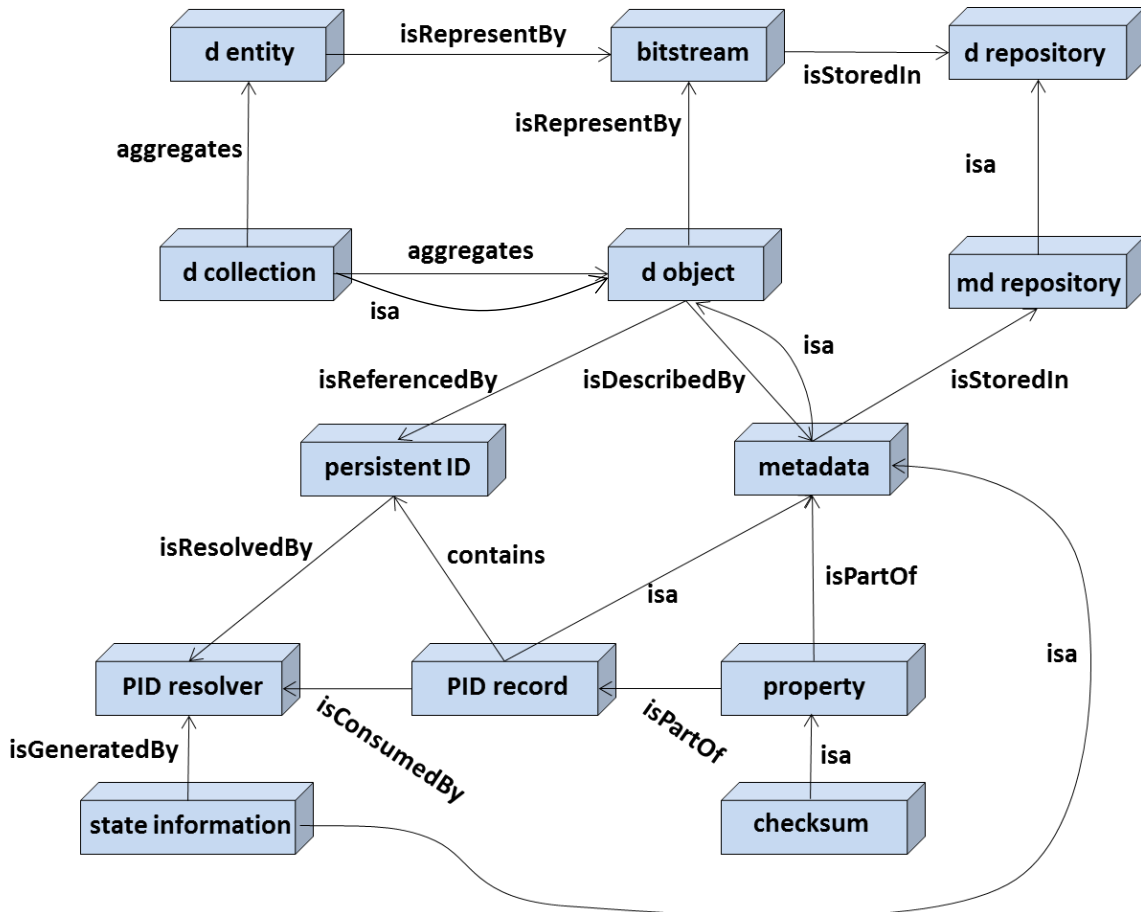 d entity
isRepresentBy
bitstream
isStoredIn
d repository
aggregates
isRepresentBy
isa
d collection
aggregates
isa
d object
md repository
isReferencedBy
isDescribedBy
isa
isStoredIn
persistent ID
metadata
isResolvedBy
contains
isa
isPartOf
isa
PID resolver
isConsumedBy
PID record
isPartOf
property
isGeneratedBy
isa
state information
checksum